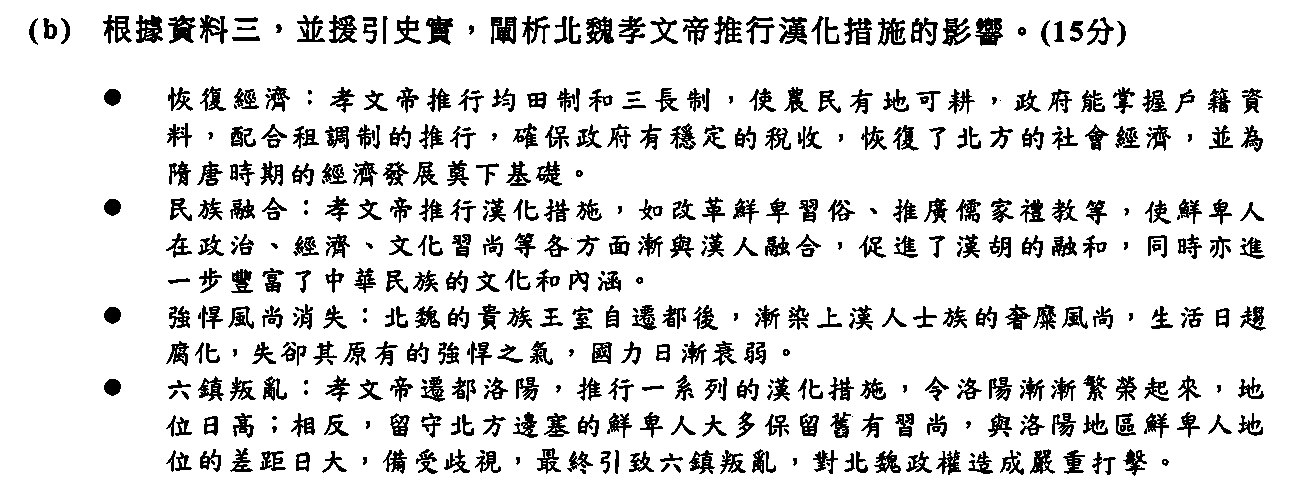 (b) 根據資料三，並援引史實，闡析北魏孝文帝推行漢化措施的影響。(15分)
● 恢復經濟：孝文帝推行均田制和三長制，使農民有地可耕，政府能掌握戶籍資
料，配合租調制的推行，確保政府有穩定的稅收，恢復了北方的社會經濟，並為
隋唐時期的經濟發展奠下基礎。
● 民族融合：孝文帝推行漢化措施，如改革鮮卑習俗、推廣儒家禮教等，使鮮卑人
在政治、經濟、文化習尚等各方面漸與漢人融合，促進了漢胡的融和，同時亦進
一步豐富了中華民族的文化和內涵。
● 強悍風尚消失：北魏的貴族王室自遷都後，漸染上漢人士族的奢糜風尚，生活日趨
腐化，失卻其原有的強悍之氣，國力日漸衰弱。
● 六鎮叛亂：孝文帝遷都洛陽，推行一系列的漢化措施，令洛陽漸漸繁榮起來，地
位日高；相反，留守北方邊塞的鮮卑人大多保留舊有習尚，與洛陽地區鮮卑人地
位的差距日大，備受歧視，最終引致六鎮叛亂，對北魏政權造成嚴重打擊。